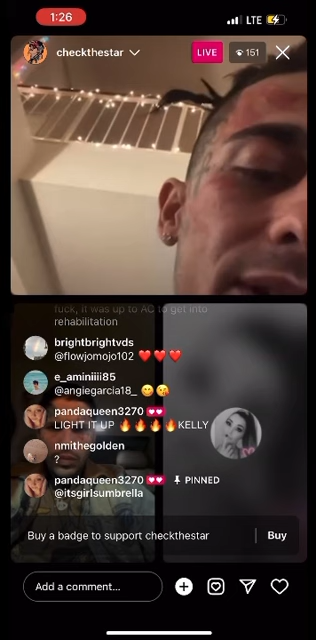 1:26
LTE
checkthestar
LIVE
151
fuck, it was up to AC to get into
rehabilitation
brightbrightvds
@flowjomojo102 ❤️❤️❤️
e_aminiiii85
@angiegarcia18_ 😋😘
pandaqueen3270
LIGHT IT UP 🔥🔥🔥🔥KELLY
nmithegolden
?
pandaqueen3270 PINNED
@itsgirlsumbrella
Buy a badge to support checkthestar Buy
Add a comment...